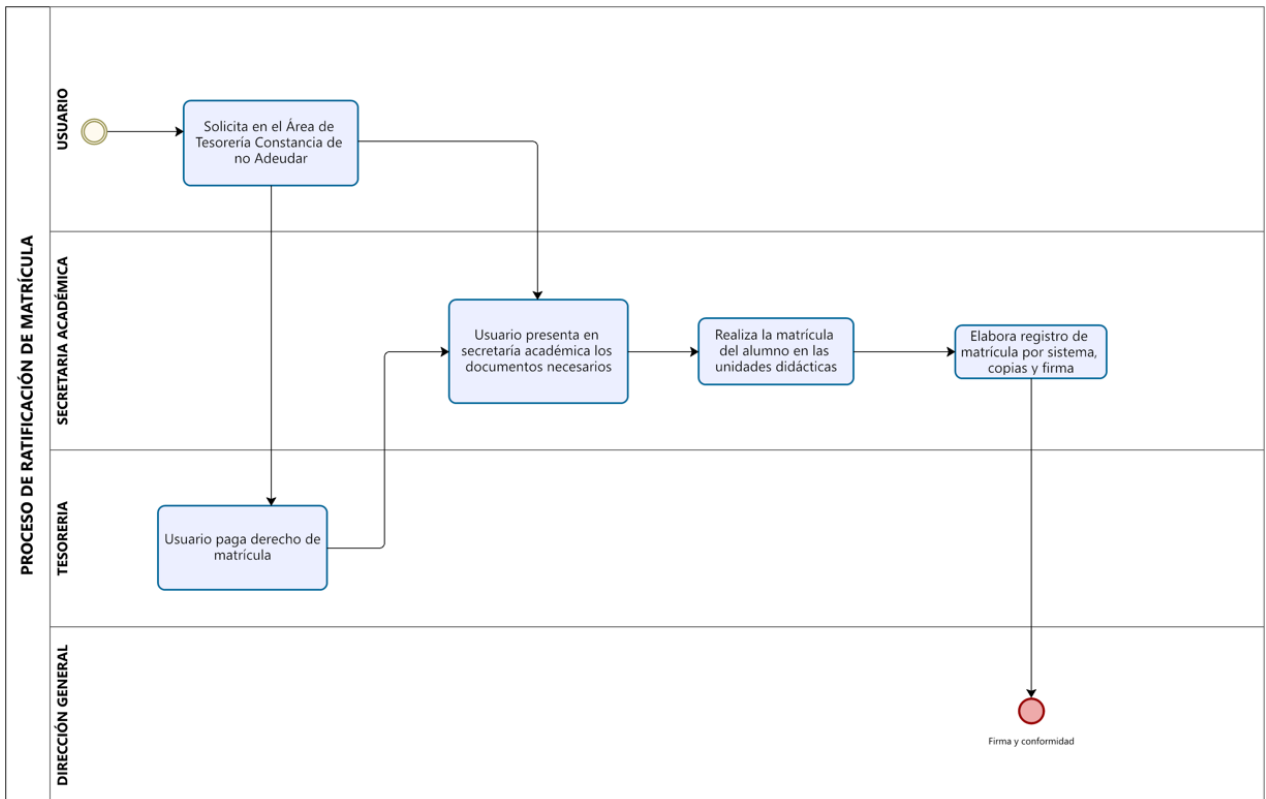 PROCESO DE RATIFICACIÓN DE MATRÍCULA
USUARIO
Solicita en el Área de
Tesorería Constancia de
no Adeudar
SECRETARIA ACADÉMICA
Usuario presenta en
secretaría académica los
documentos necesarios
Realiza la matrícula
del alumno en las
unidades didácticas
Elabora registro de
matrícula por sistema,
copias y firma
TESORERIA
Usuario paga derecho de
matrícula
DIRECCIÓN GENERAL
Firma y conformidad